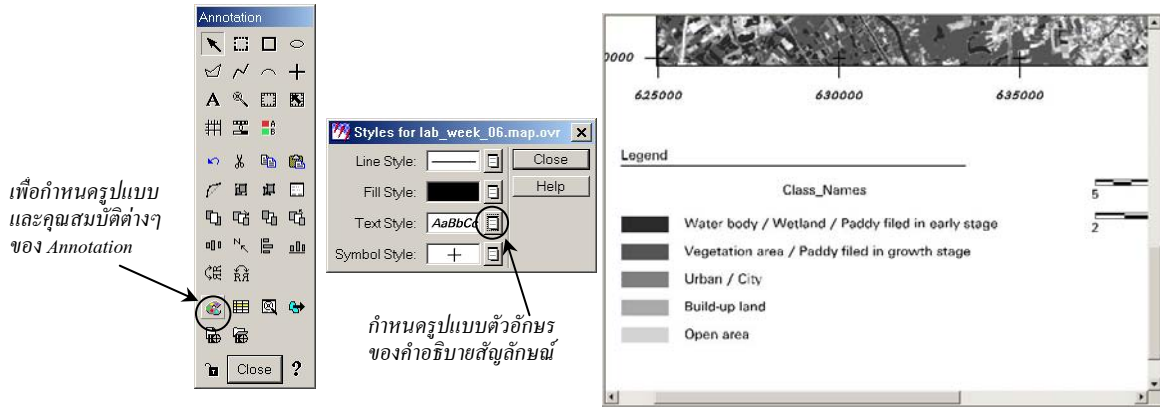 Annotation
A
A
B
N
Close
?
เพื่อกำหนดรูปแบบ
และคุณสมบัติต่างๆ
ของ Annotation
Styles for lab_week_06.map.ovr
Line Style:
Close
Fill Style:
Help
Text Style:
AaBbCc
Symbol Style:
กำหนดรูปแบบตัวอักษร
ของคำอธิบายสัญลักษณ์
0000
625000
630000
635000
Legend
Class_Names
5
Water body / Wetland / Paddy filed in early stage
2
Vegetation area / Paddy filed in growth stage
Urban / City
Build-up land
Open area